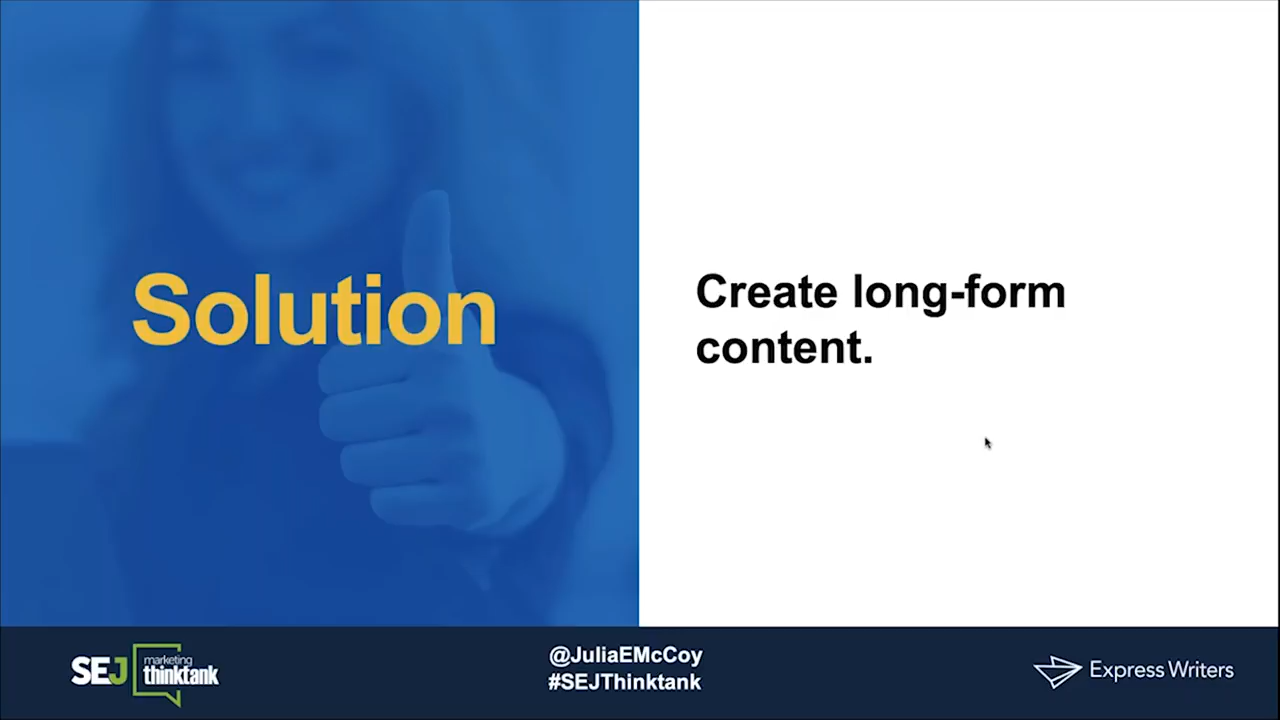 Solution
Create long-form
content.
SEJ
marketing
thinktank
@JuliaEMcCoy
#SEJThinktank
Express Writers